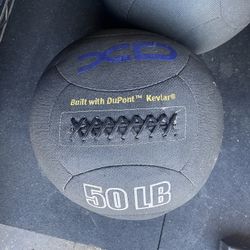 XD
Built with DuPont™ Kevlar®
50 LB